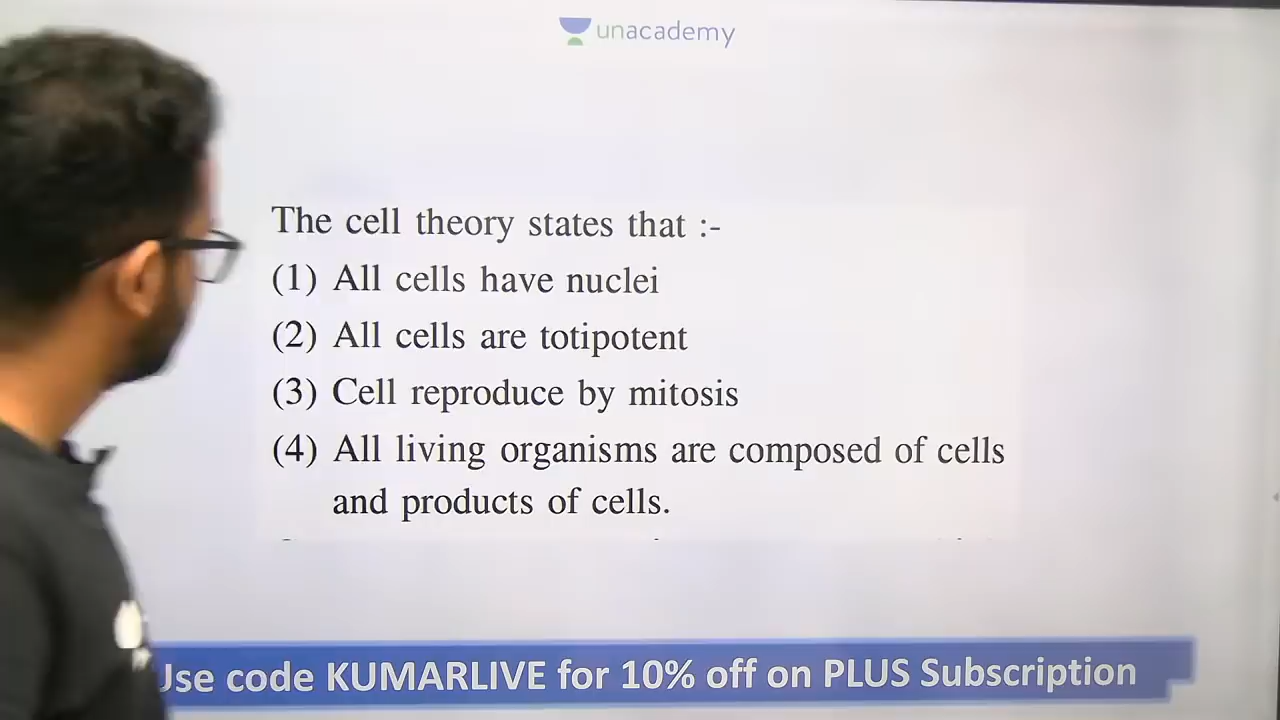 unacademy
The cell theory states that :-
(1) All cells have nuclei
(2) All cells are totipotent
(3) Cell reproduce by mitosis
(4) All living organisms are composed of cells
and products of cells.
Use code KUMARLIVE for 10% off on PLUS Subscription